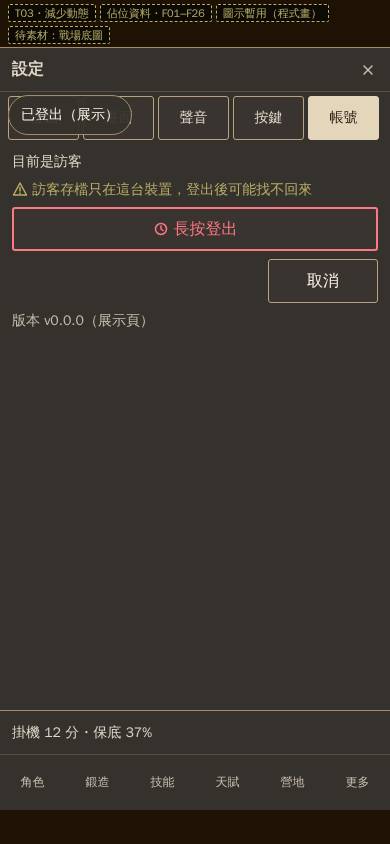 T03・減少動態 佔位資料・F01–F26 圖示暫用（程式畫）
待素材：戰場底圖
設定 ×
已登出（展示） 聲音 按鍵 帳號
目前是訪客
訪客存檔只在這台裝置，登出後可能找不回來
長按登出
取消
版本 v0.0.0（展示頁）
掛機 12 分・保底 37%
角色 鍛造 技能 天賦 營地 更多